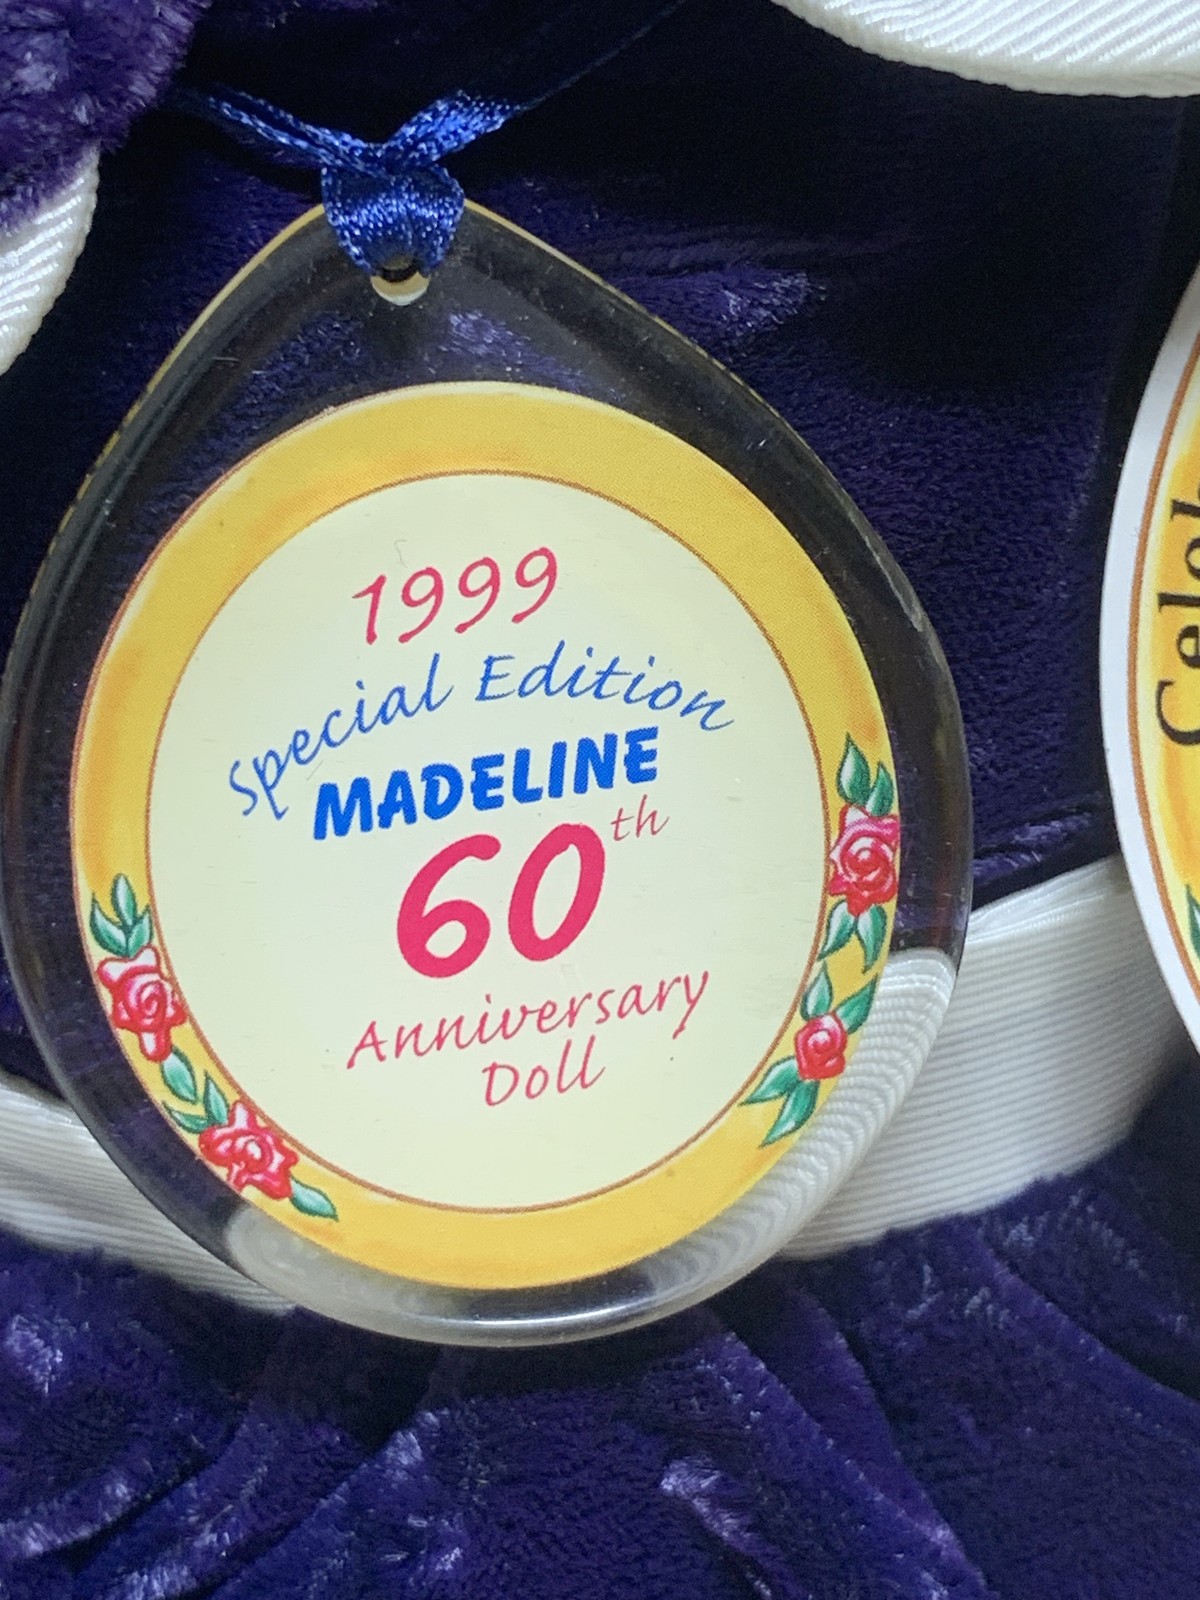 1999
Special Edition
MADELINE
60th
Anniversary
Doll